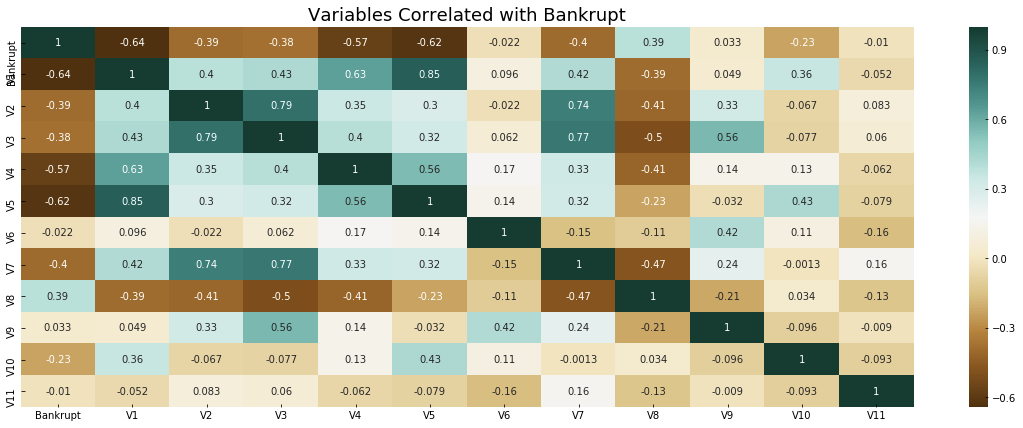 Variables Correlated with Bankrupt
Bankrupt 1 -0.64 -0.39 -0.38 -0.57 -0.62 -0.022 -0.4 0.39 0.033 -0.23 -0.01
V1 -0.64 1 0.4 0.43 0.63 0.85 0.096 0.42 -0.39 0.049 0.36 -0.052
V2 -0.39 0.4 1 0.79 0.35 0.3 -0.022 0.74 -0.41 0.33 -0.067 0.083
V3 -0.38 0.43 0.79 1 0.4 0.32 0.062 0.77 -0.5 0.56 -0.077 0.06
V4 -0.57 0.63 0.35 0.4 1 0.56 0.17 0.33 -0.41 0.14 0.13 -0.062
V5 -0.62 0.85 0.3 0.32 0.56 1 0.14 0.32 -0.23 -0.032 0.43 -0.079
V6 -0.022 0.096 -0.022 0.062 0.17 0.14 1 -0.15 -0.11 0.42 0.11 -0.16
V7 -0.4 0.42 0.74 0.77 0.33 0.32 -0.15 1 -0.47 0.24 -0.0013 0.16
V8 0.39 -0.39 -0.41 -0.5 -0.41 -0.23 -0.11 -0.47 1 -0.21 0.034 -0.13
V9 0.033 0.049 0.33 0.56 0.14 -0.032 0.42 0.24 -0.21 1 -0.096 -0.009
V10 -0.23 0.36 -0.067 -0.077 0.13 0.43 0.11 -0.0013 0.034 -0.096 1 -0.093
V11 -0.01 -0.052 0.083 0.06 -0.062 -0.079 -0.16 0.16 -0.13 -0.009 -0.093 1
Bankrupt V1 V2 V3 V4 V5 V6 V7 V8 V9 V10 V11
0.9
0.6
0.3
0.0
-0.3
-0.6